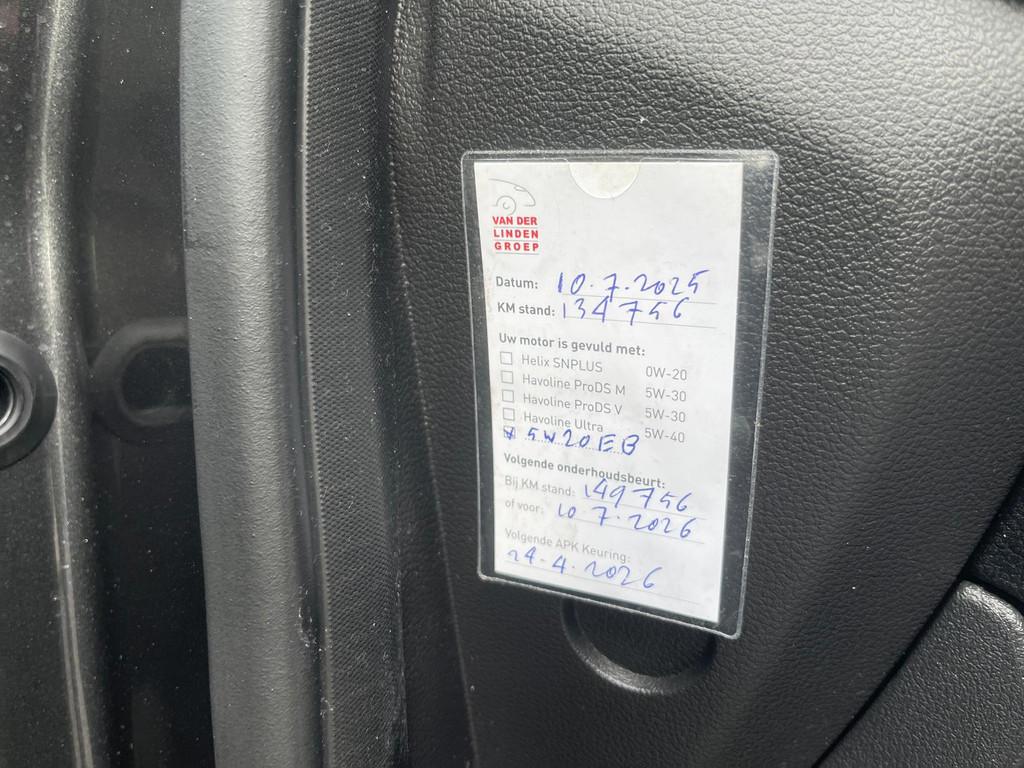 VAN DER
LINDEN
GROEP
Datum: 10.7.2025
KM stand: 134756
Uw motor is gevuld met:
Helix SNPLUS 0W-20
Havoline ProDS M 5W-30
Havoline ProDS V 5W-30
Havoline Ultra 5W-40
x 5W20EB
Volgende onderhoudsbeurt:
Bij KM stand: 149756
of voor: 10 7.2026
Volgende APK Keuring:
24-4.2026